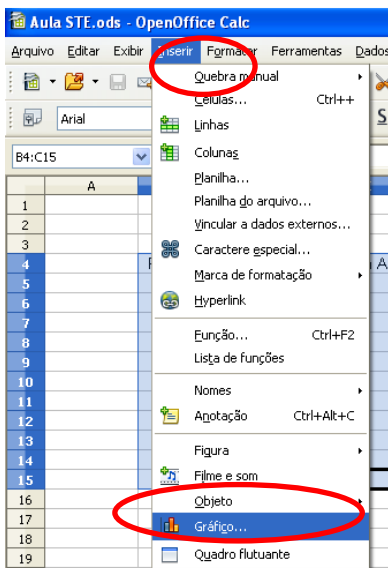 Aula STE.ods - OpenOffice Calc
Arquivo Editar Exibir Inserir Formatar Ferramentas Dados
Arial S
B4:C15
A
1
2
3
4
5
6
7
8
9
10
11
12
13
14
15
16
17
18
19
Quebra manual
Células... Ctrl++
Linhas
Colunas
Planilha...
Planilha do arquivo...
Vincular a dados externos...
Caractere especial...
Marca de formatação
Hyperlink
Função... Ctrl+F2
Lista de funções
Nomes
Anotação Ctrl+Alt+C
Figura
Filme e som
Objeto
Gráfico...
Quadro flutuante